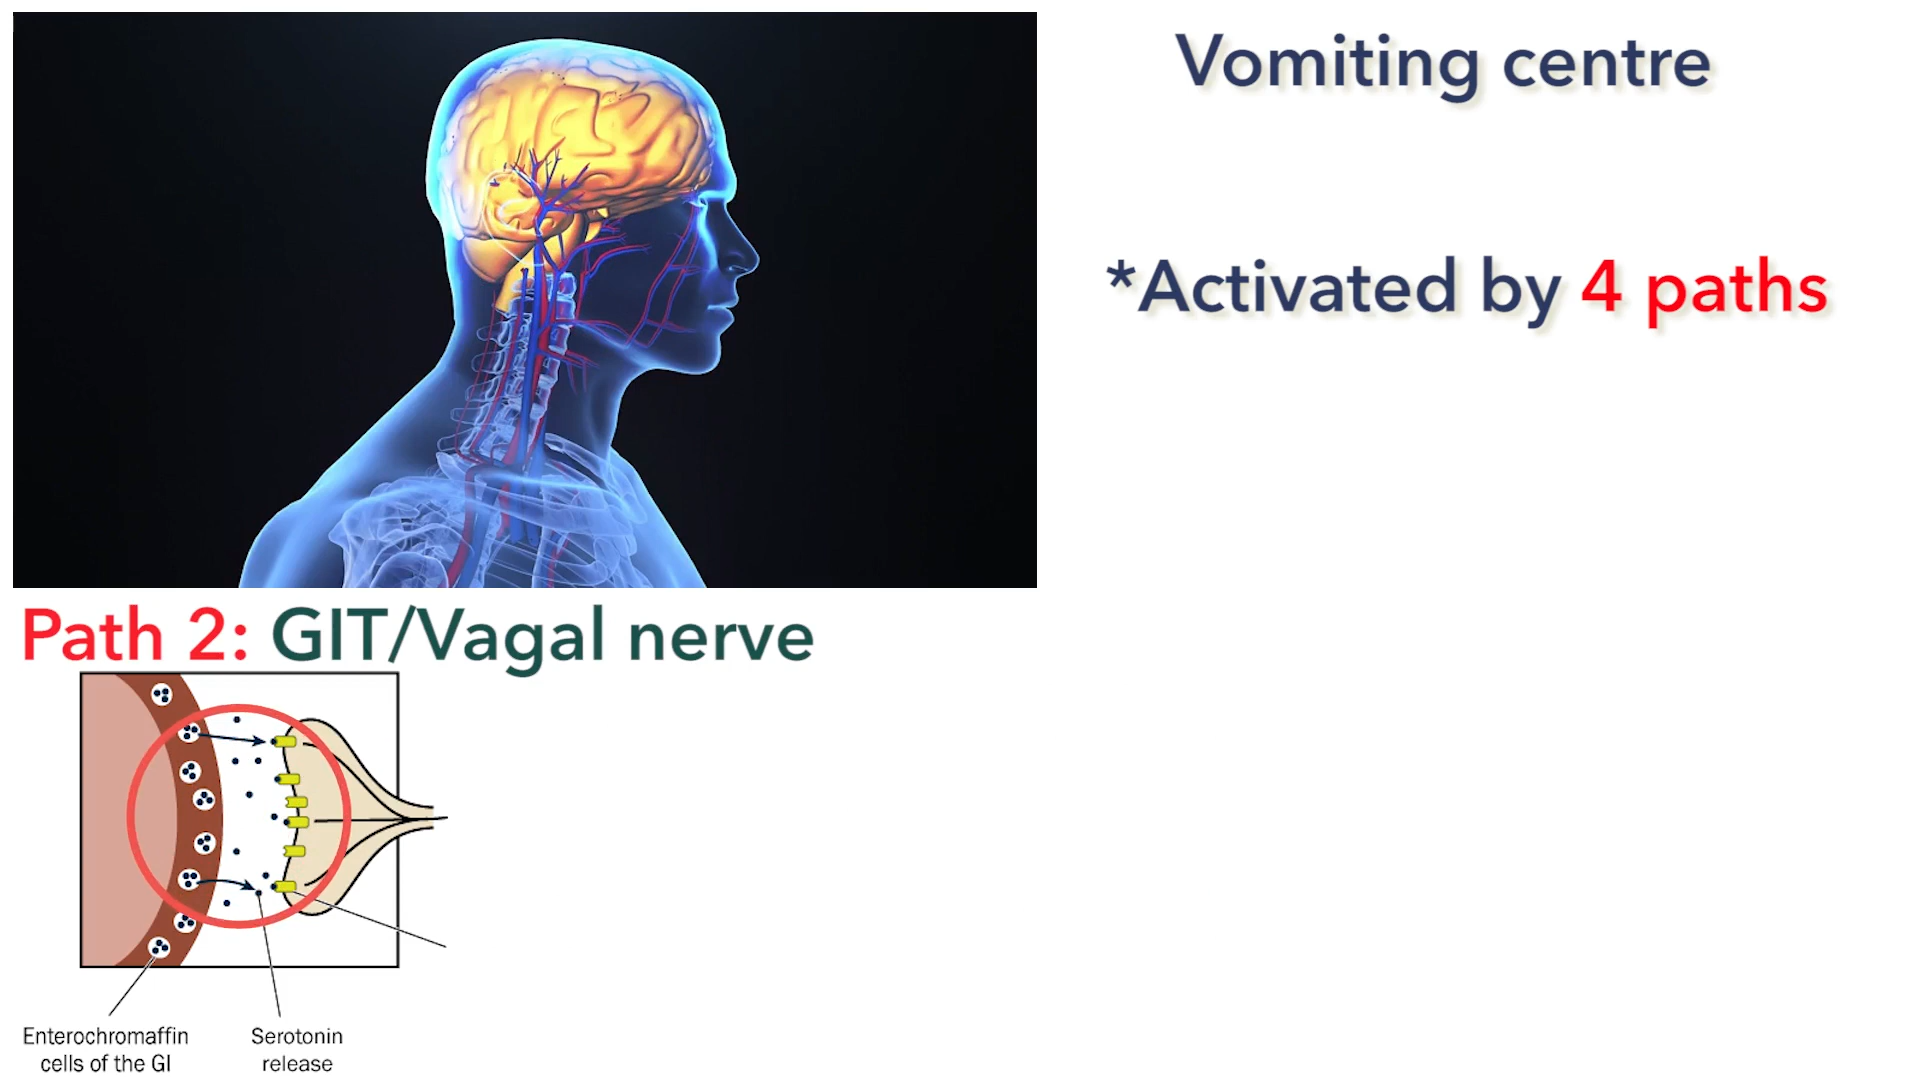 Vomiting centre
*Activated by 4 paths
Path 2: GIT/Vagal nerve
Enterochromaffin
cells of the GI
Serotonin
release